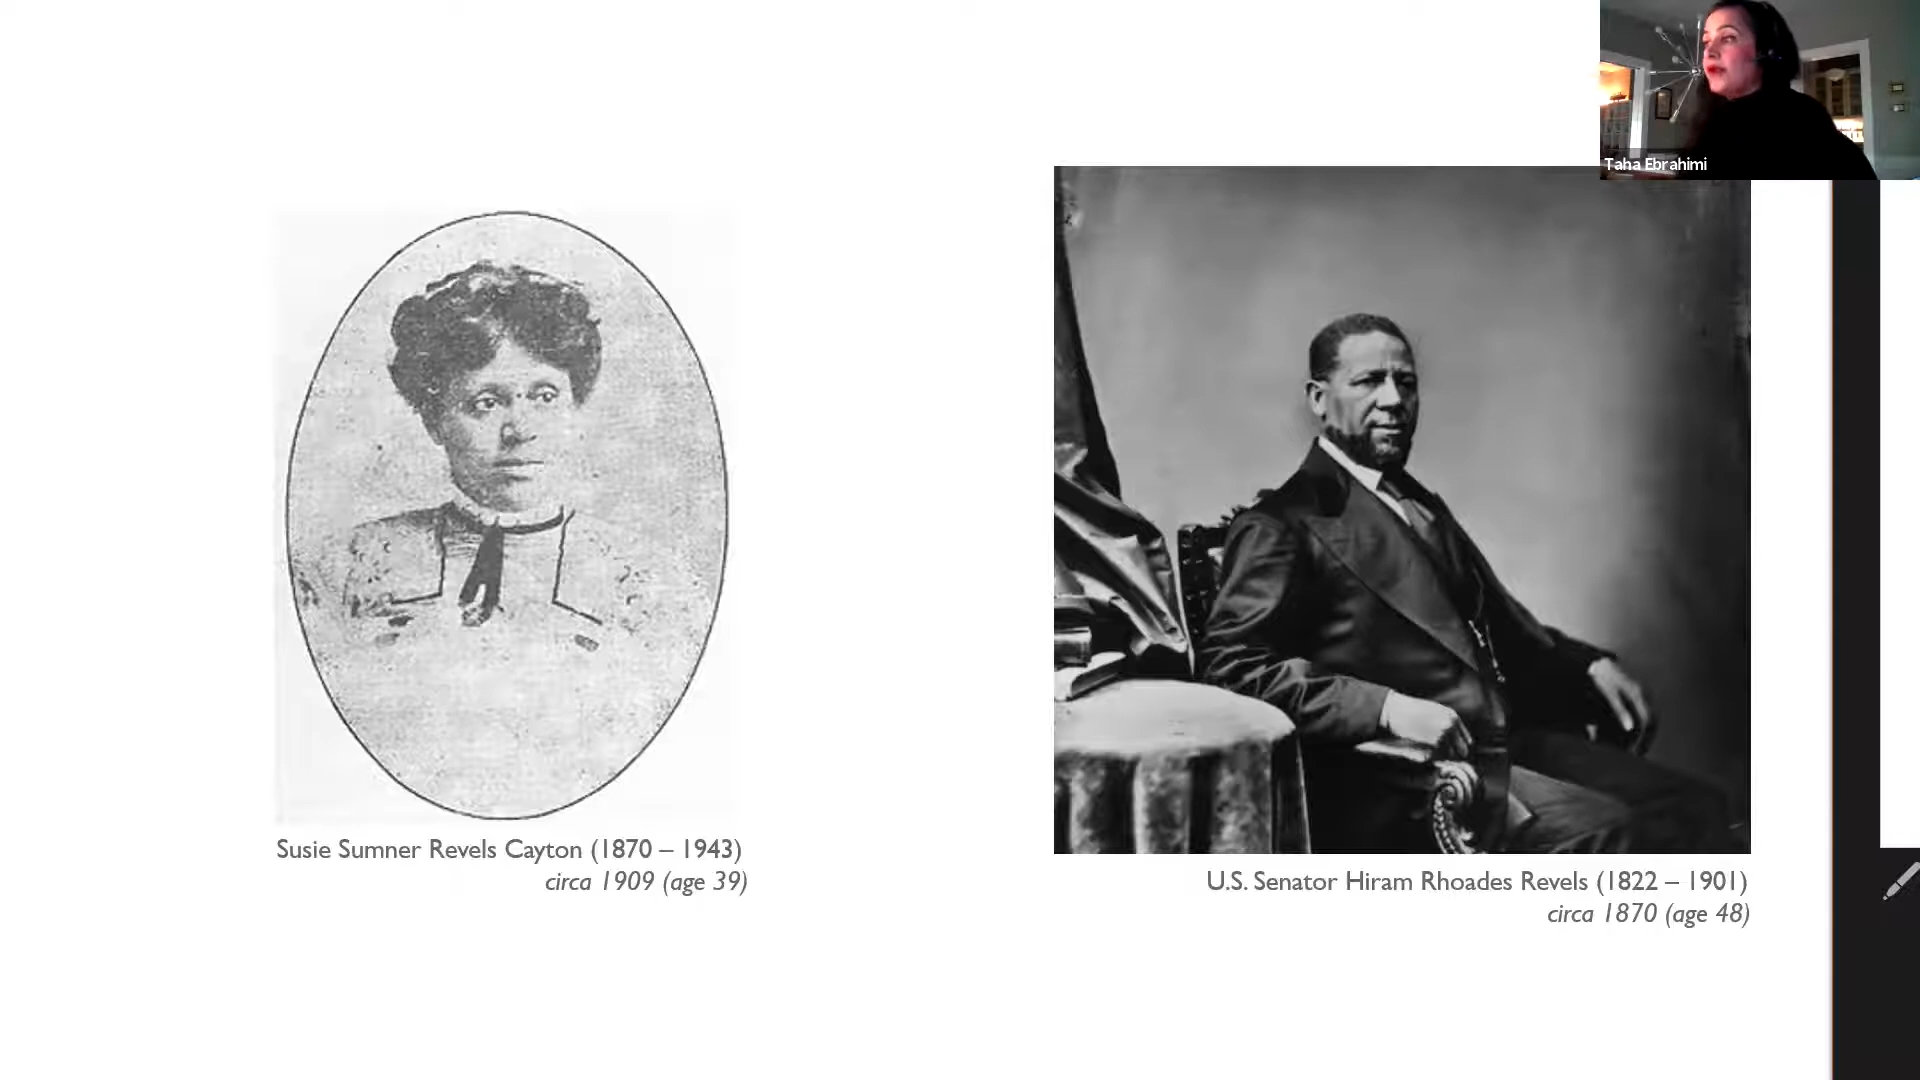 Taha Ebrahimi
Susie Sumner Revels Cayton (1870 – 1943)
circa 1909 (age 39)
U.S. Senator Hiram Rhoades Revels (1822 – 1901)
circa 1870 (age 48)